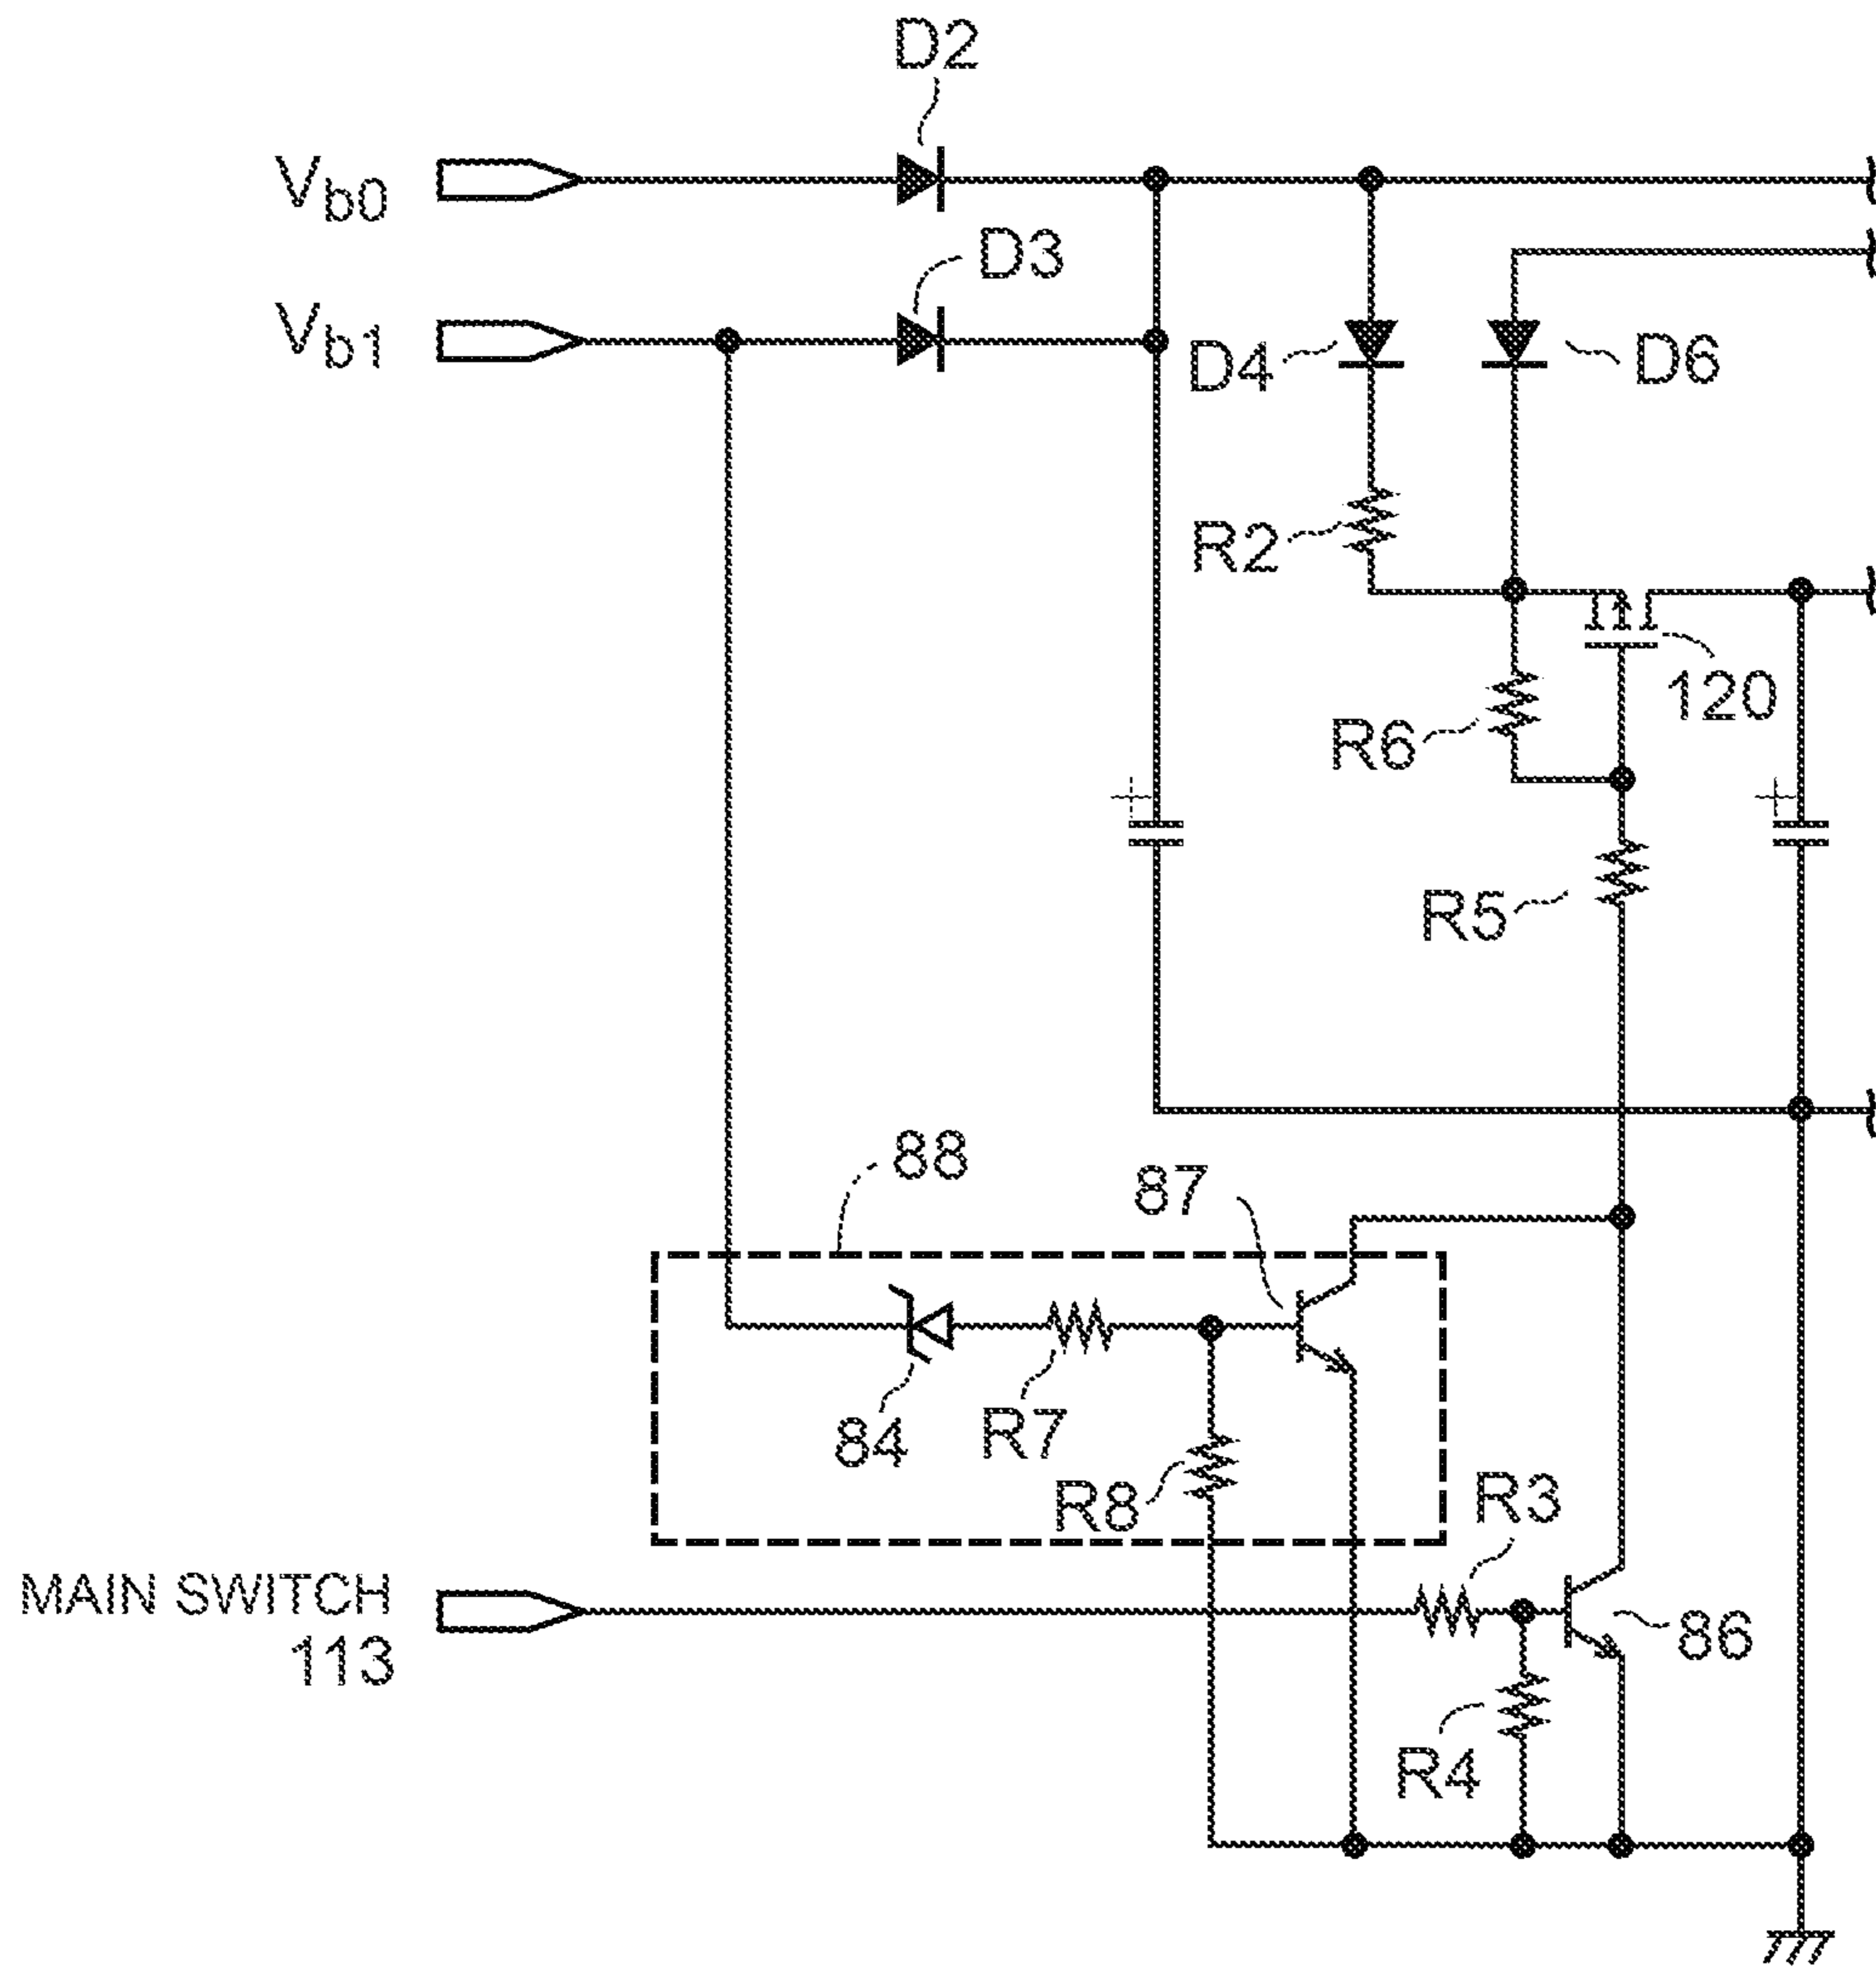 D2
Vb0
D3
Vb1
D4
D6
R2
120
R6
R5
88
87
84
R7
R8
R3
MAIN SWITCH
113
86
R4